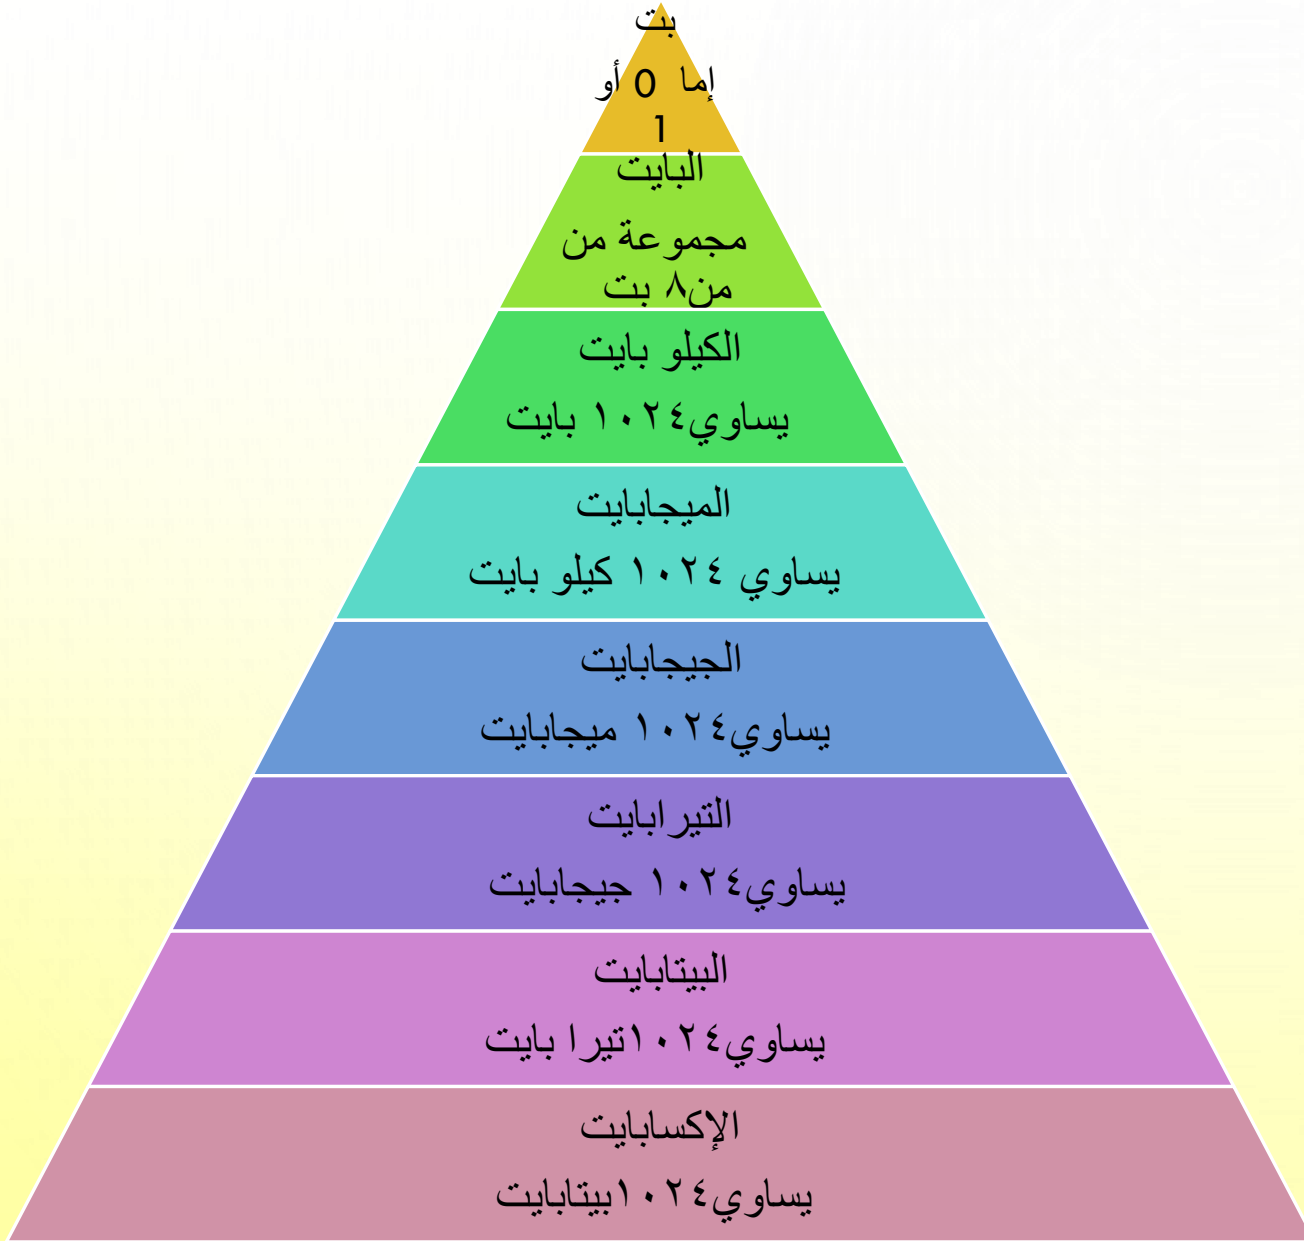 بت
إما 0 أو
1
البايت
مجموعة من
من٨ بت
الكيلو بايت
يساوي١٠٢٤ بايت
الميجابايت
يساوي ١٠٢٤ كيلو بايت
الجيجابايت
يساوي١٠٢٤ ميجابايت
التيرابايت
يساوي١٠٢٤ جيجابايت
البيتابايت
يساوي١٠٢٤تيرا بايت
الإكسابايت
يساوي١٠٢٤بيتابايت